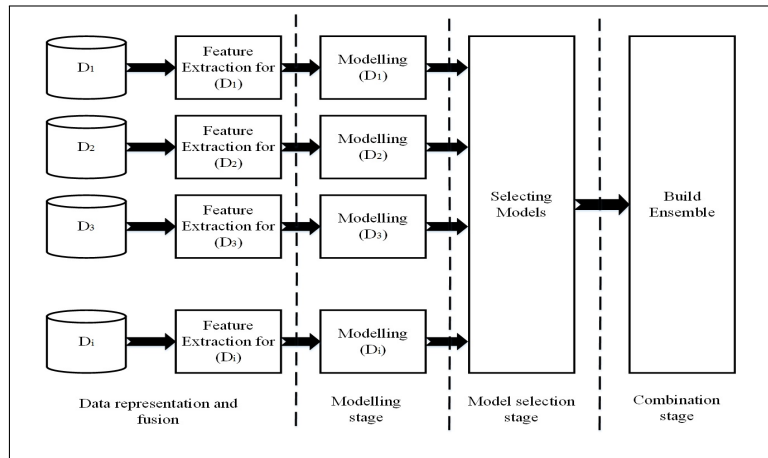 D1
Feature
Extraction for
(D1)
Modelling
(D1)
D2
Feature
Extraction for
(D2)
Modelling
(D2)
D3
Feature
Extraction for
(D3)
Modelling
(D3)
Di
Feature
Extraction for
(Di)
Modelling
(Di)
Selecting
Models
Build
Ensemble
Data representation and
fusion
Modelling
stage
Model selection
stage
Combination
stage